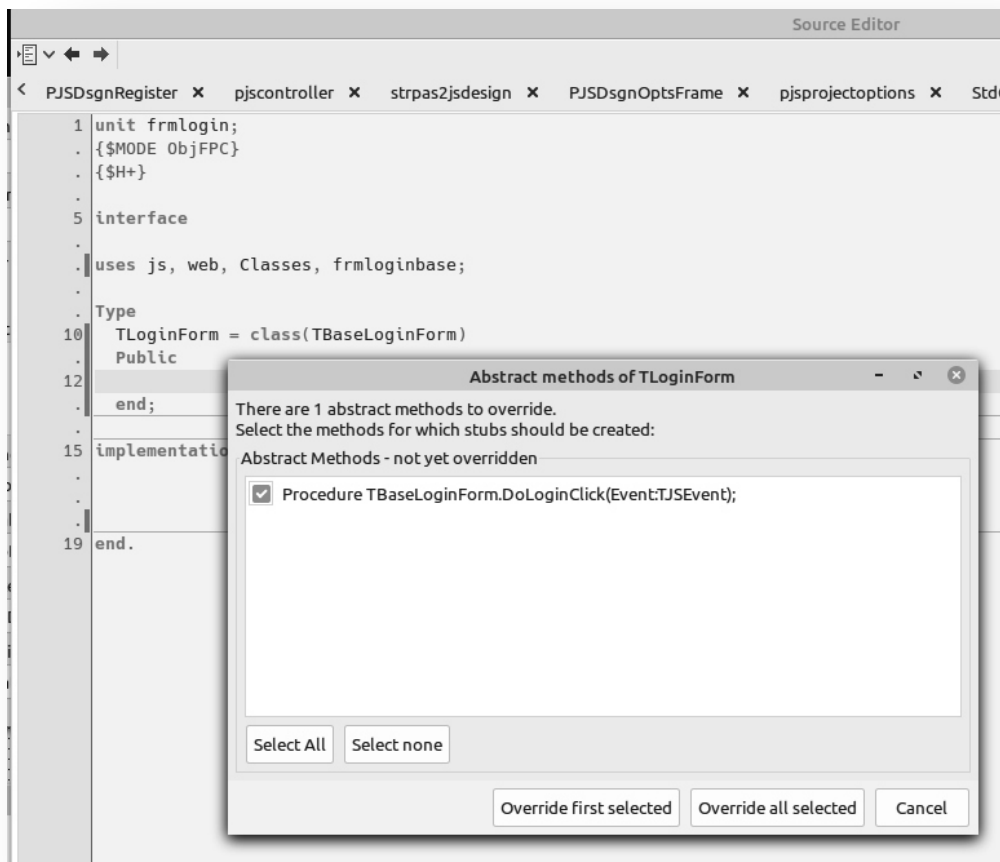 Source Editor
PJSDsgnRegister × pjscontroller × strpas2jsdesign × PJSDsgnOptsFrame × pjsprojectoptions ×
1 unit frmlogin;
. {$MODE ObjFPC}
. {$H+}
.
5 interface
.
. uses js, web, Classes, frmloginbase;
.
. Type
10 TLoginForm = class(TBaseLoginForm)
. Public
12
. end;
.
15 implementatio
.
.
.
19 end.
Abstract methods of TLoginForm
There are 1 abstract methods to override.
Select the methods for which stubs should be created:
Abstract Methods - not yet overridden
Procedure TBaseLoginForm.DoLoginClick(Event:TJSEvent);
Select All Select none
Override first selected Override all selected Cancel